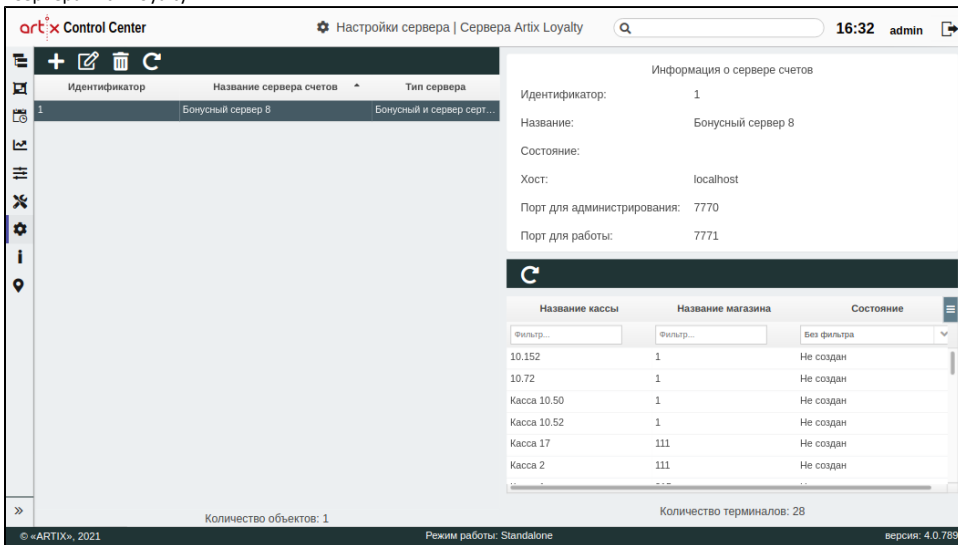 artix Control Center
Настройки сервера | Сервера Artix Loyalty
16:32 admin
Идентификатор Название сервера счетов Тип сервера
1 Бонусный сервер 8 Бонусный и сервер серт...
Информация о сервере счетов
Идентификатор: 1
Название: Бонусный сервер 8
Состояние:
Хост: localhost
Порт для администрирования: 7770
Порт для работы: 7771
Название кассы Название магазина Состояние
Фильтр... Фильтр... Без фильтра
10.152 1 Не создан
10.72 1 Не создан
Касса 10.50 1 Не создан
Касса 10.52 1 Не создан
Касса 17 111 Не создан
Касса 2 111 Не создан
Количество объектов: 1
Количество терминалов: 28
© «ARTIX», 2021 Режим работы: Standalone версия: 4.0.789